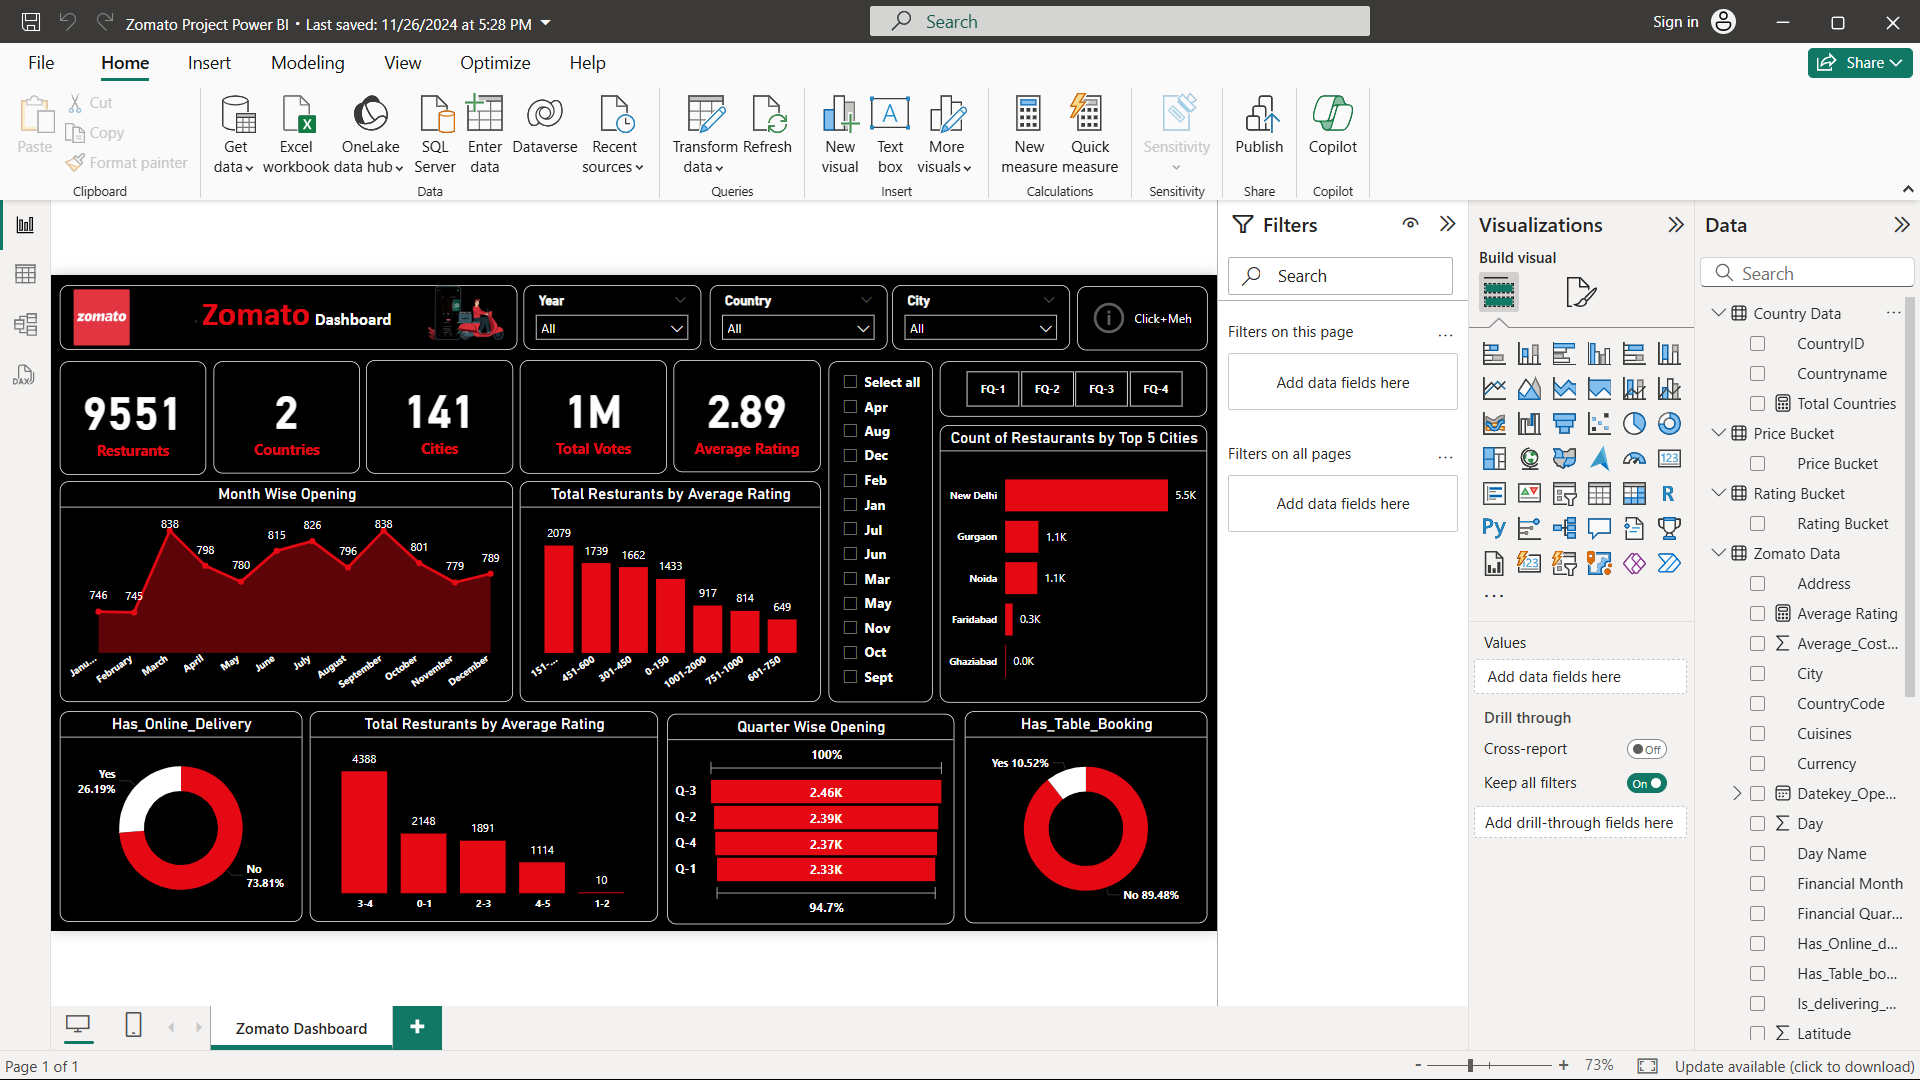 Zomato Project Power BI • Last saved: 11/26/2024 at 5:28 PM
Search
Sign in
File
Home
Insert
Modeling
View
Optimize
Help
Share
Paste
Cut
Copy
Format painter
Clipboard
Get data
Excel workbook
OneLake data hub
SQL Server
Enter data
Dataverse
Recent sources
Data
Transform data
Refresh
Queries
New visual
Text box
More visuals
Insert
New measure
Quick measure
Calculations
Sensitivity
Sensitivity
Publish
Share
Copilot
Copilot
zomato
Zomato Dashboard
Year
All
Country
All
City
All
Click+Meh
9551
Resturants
2
Countries
141
Cities
1M
Total Votes
2.89
Average Rating
Select all
Apr
Aug
Dec
Feb
Jan
Jul
Jun
Mar
May
Nov
Oct
Sept
FQ-1
FQ-2
FQ-3
FQ-4
Month Wise Opening
746
745
838
798
780
815
826
796
838
801
779
789
Janu...
February
March
April
May
June
July
August
September
October
November
December
Total Resturants by Average Rating
2079
1739
1662
1433
917
814
649
151-...
451-600
301-450
0-150
1001-2000
751-1000
601-750
Count of Restaurants by Top 5 Cities
New Delhi 5.5K
Gurgaon 1.1K
Noida 1.1K
Faridabad 0.3K
Ghaziabad 0.0K
Has_Online_Delivery
Yes
26.19%
No
73.81%
Total Resturants by Average Rating
4388
2148
1891
1114
10
3-4
0-1
2-3
4-5
1-2
Quarter Wise Opening
100%
Q-3 2.46K
Q-2 2.39K
Q-4 2.37K
Q-1 2.33K
94.7%
Has_Table_Booking
Yes 10.52%
No 89.48%
Filters
Search
Filters on this page
...
Add data fields here
Filters on all pages
...
Add data fields here
Visualizations
Build visual
123
R
Py
123
...
Values
Add data fields here
Drill through
Cross-report
Off
Keep all filters
On
Add drill-through fields here
Data
Search
Country Data
...
CountryID
Countryname
Total Countries
Price Bucket
Price Bucket
Rating Bucket
Rating Bucket
Zomato Data
Address
Average Rating
Average_Cost...
City
CountryCode
Cuisines
Currency
Datekey_Ope...
Day
Day Name
Financial Month
Financial Quar...
Has_Online_d...
Has_Table_bo...
Is_delivering_...
Latitude
DAX
Zomato Dashboard
+
Page 1 of 1
-
+
73%
Update available (click to download)